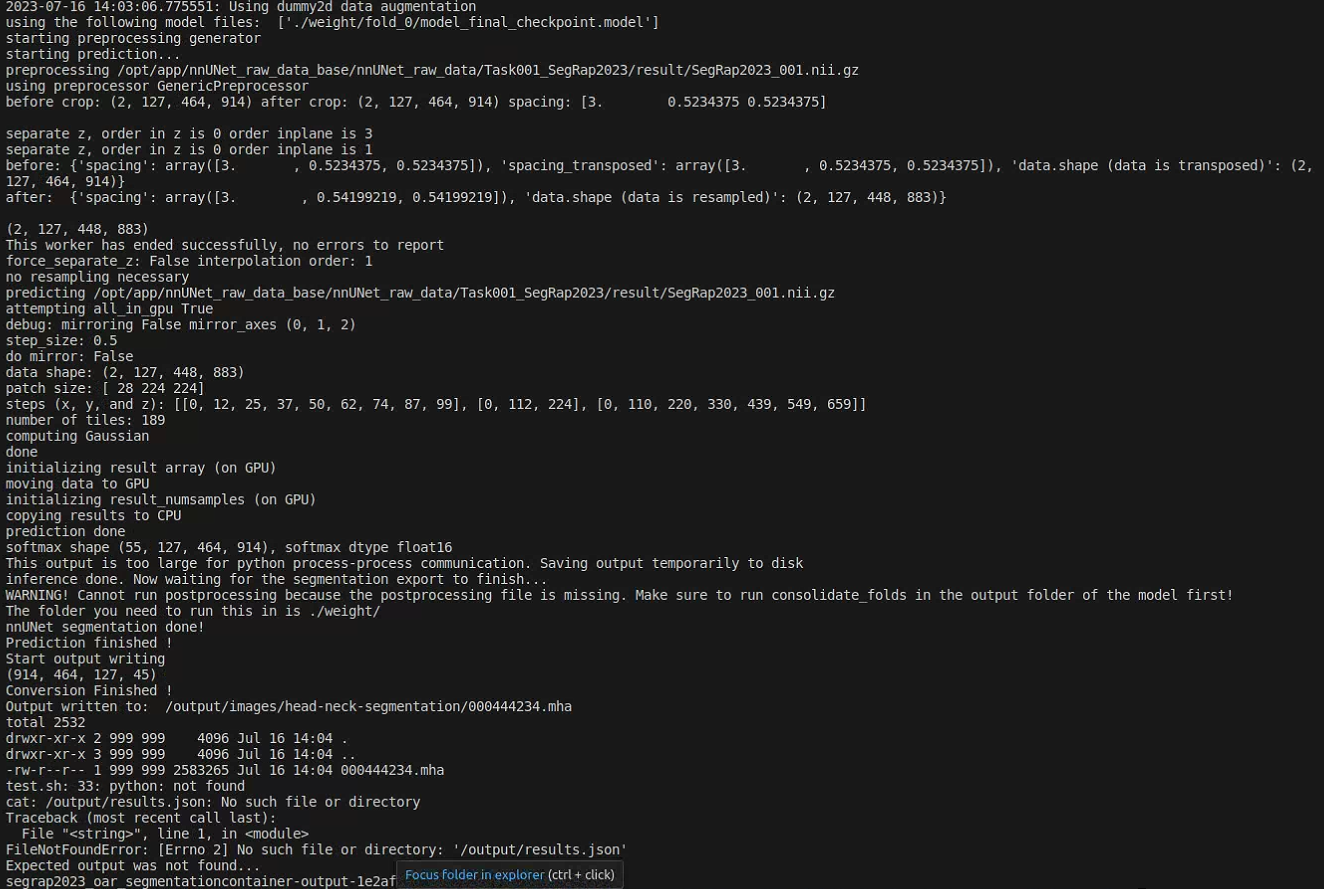 2023-07-16 14:03:06.775551: Using dummy2d data augmentation
using the following model files:  ['./weight/fold_0/model_final_checkpoint.model']
starting preprocessing generator
starting prediction...
preprocessing /opt/app/nnUNet_raw_data_base/nnUNet_raw_data/Task001_SegRap2023/result/SegRap2023_001.nii.gz
using preprocessor GenericPreprocessor
before crop: (2, 127, 464, 914) after crop: (2, 127, 464, 914) spacing: [3.        0.5234375 0.5234375]
separate z, order in z is 0 order inplane is 3
separate z, order in z is 0 order inplane is 1
before: {'spacing': array([3.       , 0.5234375, 0.5234375]), 'spacing_transposed': array([3.       , 0.5234375, 0.5234375]), 'data.shape (data is transposed)': (2,
127, 464, 914)}
after:  {'spacing': array([3.        , 0.54199219, 0.54199219]), 'data.shape (data is resampled)': (2, 127, 448, 883)}
(2, 127, 448, 883)
This worker has ended successfully, no errors to report
force_separate_z: False interpolation order: 1
no resampling necessary
predicting /opt/app/nnUNet_raw_data_base/nnUNet_raw_data/Task001_SegRap2023/result/SegRap2023_001.nii.gz
attempting all_in_gpu True
debug: mirroring False mirror_axes (0, 1, 2)
step_size: 0.5
do mirror: False
data shape: (2, 127, 448, 883)
patch size: [ 28 224 224]
steps (x, y, and z): [[0, 12, 25, 37, 50, 62, 74, 87, 99], [0, 112, 224], [0, 110, 220, 330, 439, 549, 659]]
number of tiles: 189
computing Gaussian
done
initializing result array (on GPU)
moving data to GPU
initializing result_numsamples (on GPU)
copying results to CPU
prediction done
softmax shape (55, 127, 464, 914), softmax dtype float16
This output is too large for python process-process communication. Saving output temporarily to disk
inference done. Now waiting for the segmentation export to finish...
WARNING! Cannot run postprocessing because the postprocessing file is missing. Make sure to run consolidate_folds in the output folder of the model first!
The folder you need to run this in is ./weight/
nnUNet segmentation done!
Prediction finished !
Start output writing
(914, 464, 127, 45)
Conversion Finished !
Output written to:  /output/images/head-neck-segmentation/000444234.mha
total 2532
drwxr-xr-x 2 999 999    4096 Jul 16 14:04 .
drwxr-xr-x 3 999 999    4096 Jul 16 14:04 ..
-rw-r--r-- 1 999 999 2583265 Jul 16 14:04 000444234.mha
test.sh: 33: python: not found
cat: /output/results.json: No such file or directory
Traceback (most recent call last):
  File "<string>", line 1, in <module>
FileNotFoundError: [Errno 2] No such file or directory: '/output/results.json'
Expected output was not found...
segrap2023_oar_segmentationcontainer-output-1e2af
Focus folder in explorer (ctrl + click)